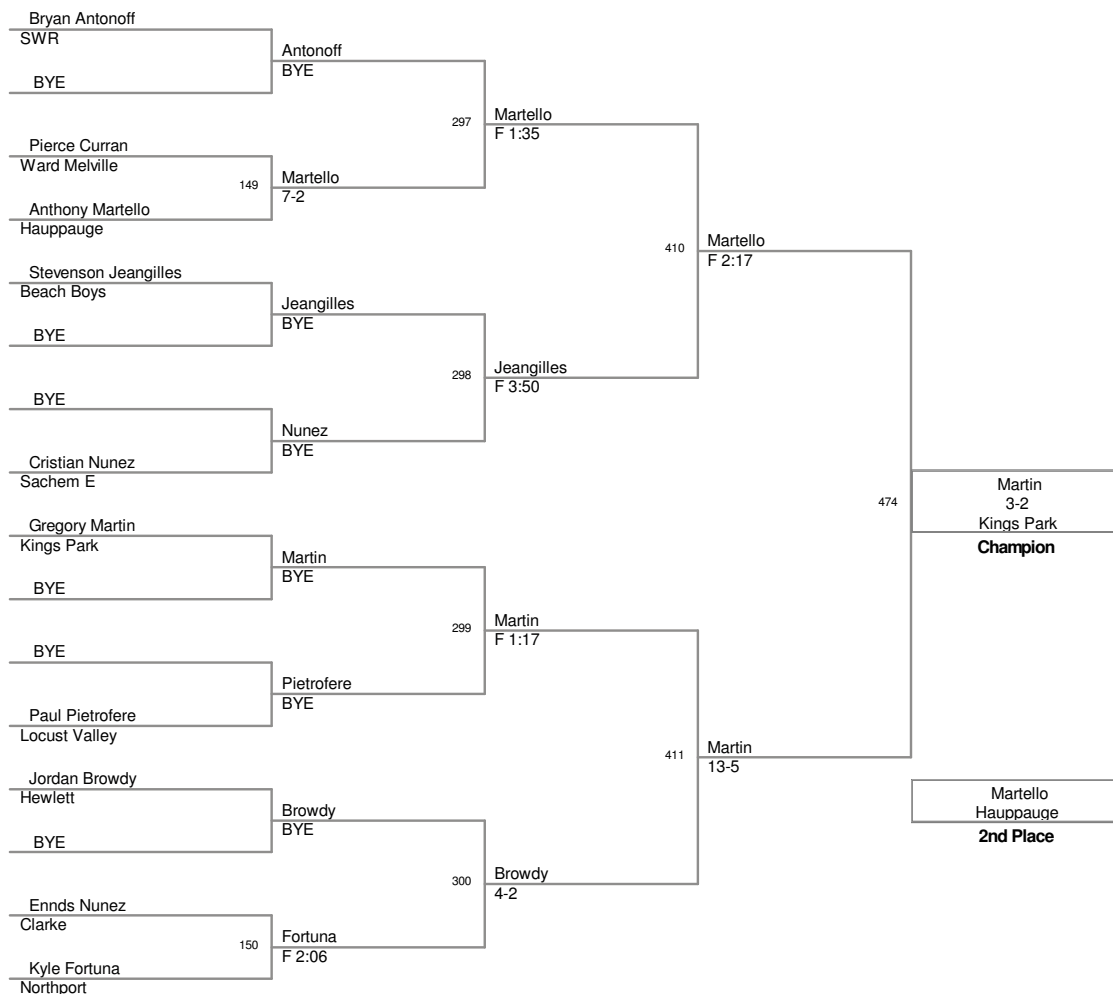 Bryan Antonoff
SWR
BYE
Pierce Curran
Ward Melville
Anthony Martello
Hauppauge
Stevenson Jeangilles
Beach Boys
BYE
BYE
Cristian Nunez
Sachem E
Gregory Martin
Kings Park
BYE
BYE
Paul Pietrofere
Locust Valley
Jordan Browdy
Hewlett
BYE
Ennds Nunez
Clarke
Kyle Fortuna
Northport
149
150
Antonoff
BYE
Martello
7-2
Jeangilles
BYE
Nunez
BYE
Martin
BYE
Pietrofere
BYE
Browdy
BYE
Fortuna
F 2:06
297
298
299
300
Martello
F 1:35
Jeangilles
F 3:50
Martin
F 1:17
Browdy
4-2
410
411
Martello
F 2:17
Martin
13-5
474
Martin
3-2
Kings Park
Champion
Martello
Hauppauge
2nd Place